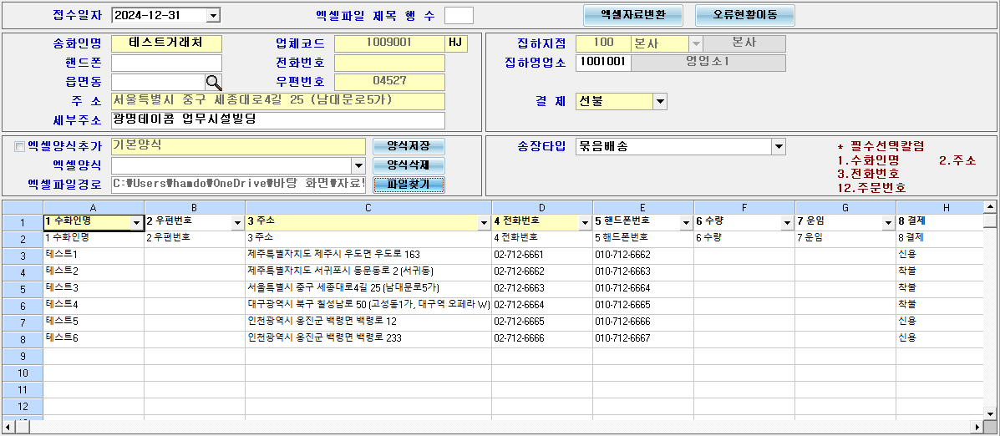 접수일자 2024-12-31 엑셀파일 제목 행 수 엑셀자료변환 오류현황이동
송화인명 테스트거래처 업체코드 1009001 HJ 집하지점 100 본사 본사
핸드폰 전화번호 집하영업소 1001001 영업소1
읍면동 우편번호 04527
주 소 서울특별시 중구 세종대로4길 25 (남대문로5가) 결 제 선불
세부주소 광명데이콤 업무시설빌딩
엑셀양식추가 기본양식 양식저장 송장타입 묶음배송 * 필수선택칼럼
엑셀양식 양식삭제 1.수화인명 2.주소
3.전화번호
엑셀파일경로 C:₩Users₩hamdo₩OneDrive₩바탕 화면₩자료! 파일찾기 12.주문번호
A B C D E F G H
1 1 수화인명 2 우편번호 3 주소 4 전화번호 5 핸드폰번호 6 수량 7 운임 8 결제
2 1 수화인명 2 우편번호 3 주소 4 전화번호 5 핸드폰번호 6 수량 7 운임 8 결제
3 테스트1 제주특별자치도 제주시 우도면 우도로 163 02-712-6661 010-712-6662 신용
4 테스트2 제주특별자치도 서귀포시 동문동로 2 (서귀동) 02-712-6662 010-712-6663 착불
5 테스트3 서울특별시 중구 세종대로4길 25 (남대문로5가) 02-712-6663 010-712-6664 착불
6 테스트4 대구광역시 북구 칠성남로 50 (고성동1가, 대구역 오페라 W) 02-712-6664 010-712-6665 착불
7 테스트5 인천광역시 옹진군 백령면 백령로 12 02-712-6665 010-712-6666 신용
8 테스트6 인천광역시 옹진군 백령면 백령로 233 02-712-6666 010-712-6667 신용
9
10
11
12